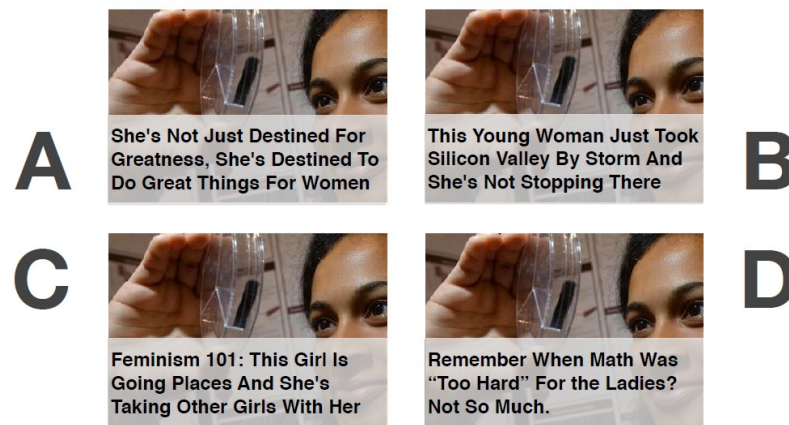 A
She's Not Just Destined For
Greatness, She's Destined To
Do Great Things For Women
This Young Woman Just Took
Silicon Valley By Storm And
She's Not Stopping There
B
C
Feminism 101: This Girl Is
Going Places And She's
Taking Other Girls With Her
Remember When Math Was
“Too Hard” For the Ladies?
Not So Much.
D